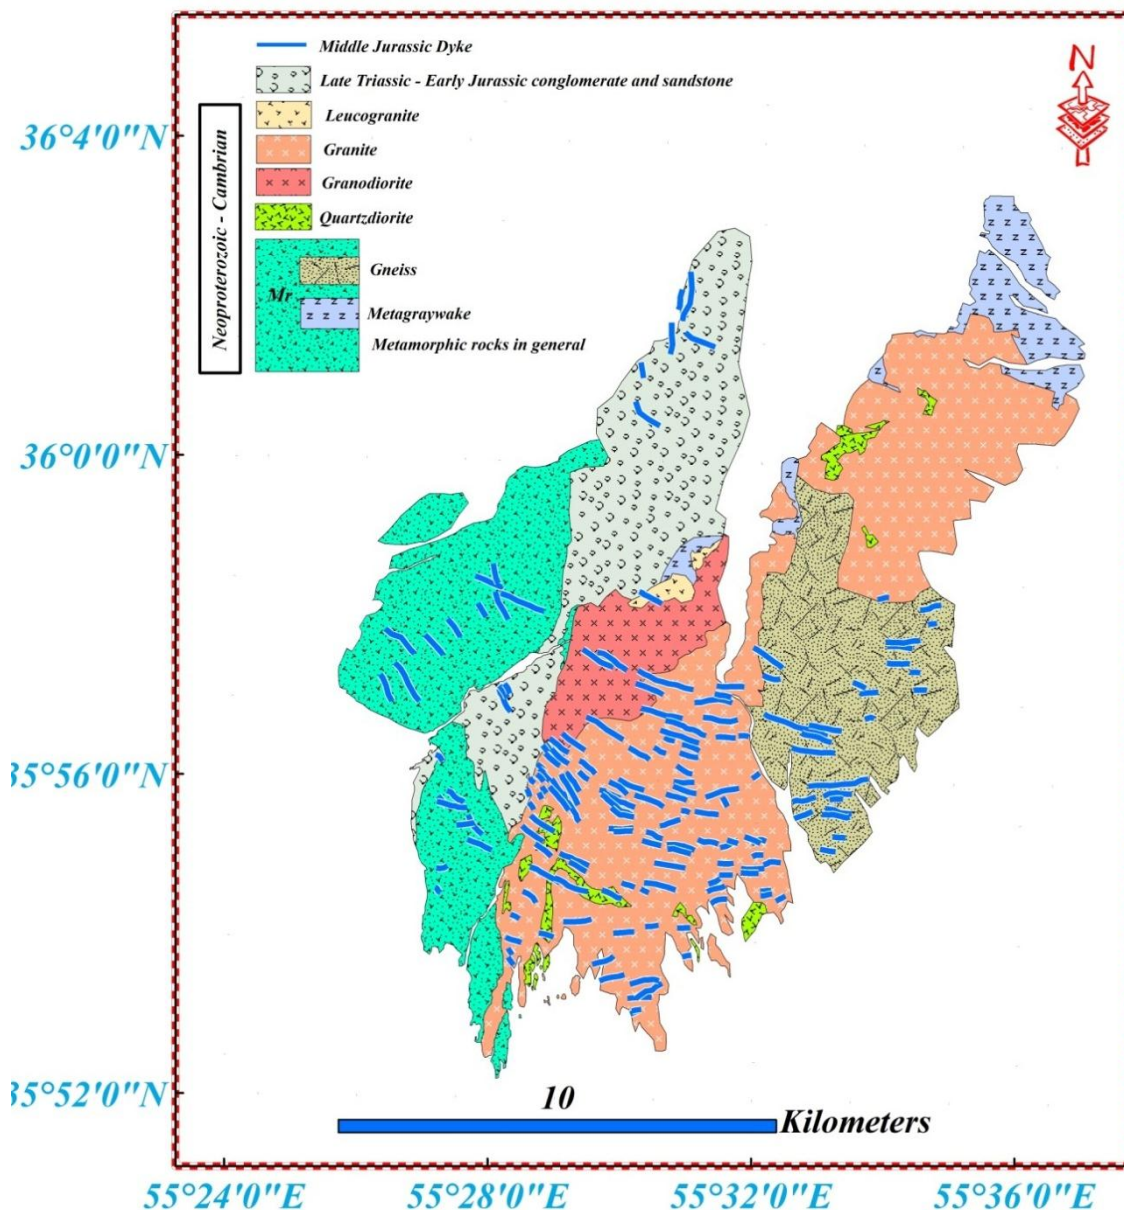 N
Middle Jurassic Dyke
Late Triassic - Early Jurassic conglomerate and sandstone
Leucogranite
Granite
Granodiorite
Quartzdiorite
Neoproterozoic - Cambrian
Gneiss
Mr
Metagraywake
Metamorphic rocks in general
36°4'0"N
36°0'0"N
35°56'0"N
35°52'0"N
10
Kilometers
55°24'0"E
55°28'0"E
55°32'0"E
55°36'0"E